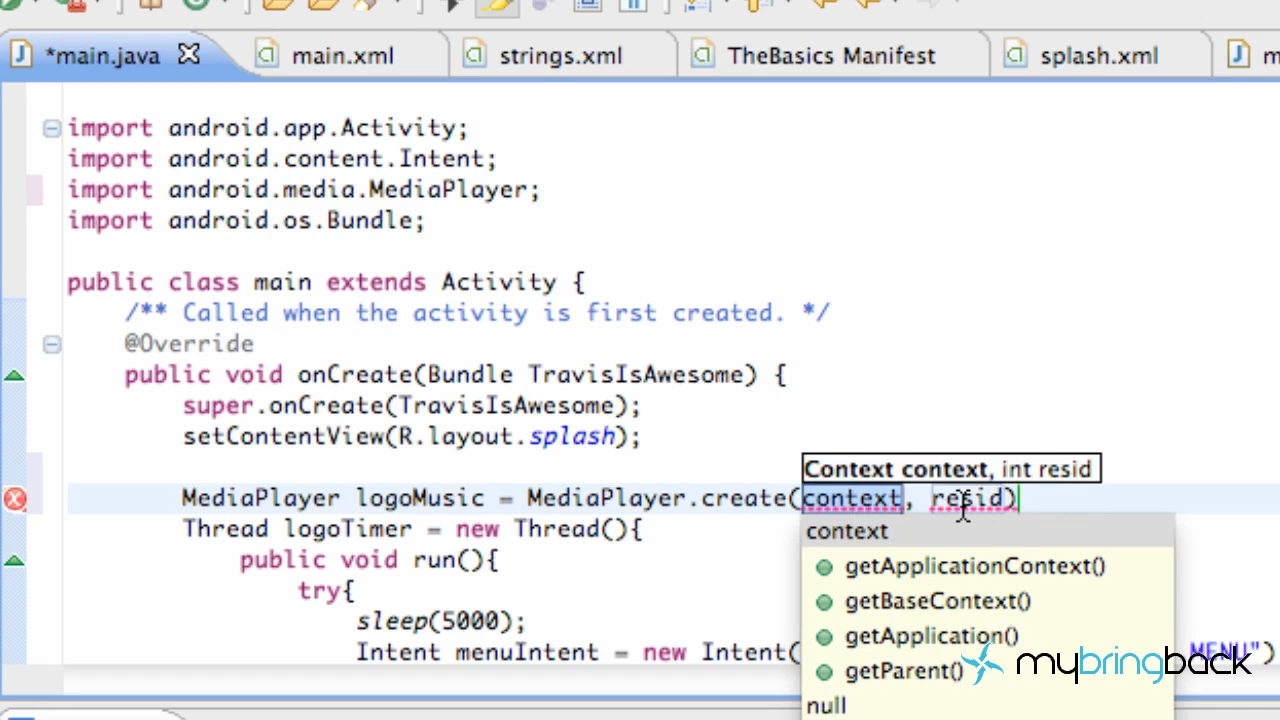 *main.java main.xml strings.xml TheBasics Manifest splash.xml m
import android.app.Activity;
import android.content.Intent;
import android.media.MediaPlayer;
import android.os.Bundle;
public class main extends Activity {
/** Called when the activity is first created. */
@Override
public void onCreate(Bundle TravisIsAwesome) {
super.onCreate(TravisIsAwesome);
setContentView(R.layout.splash);
Context context, int resid
MediaPlayer logoMusic = MediaPlayer.create(context, resid)
Thread logoTimer = new Thread(){
public void run(){
try{
sleep(5000);
Intent menuIntent = new Intent( MENU")
context
getApplicationContext()
getBaseContext()
getApplication()
getParent()
null
mybringback